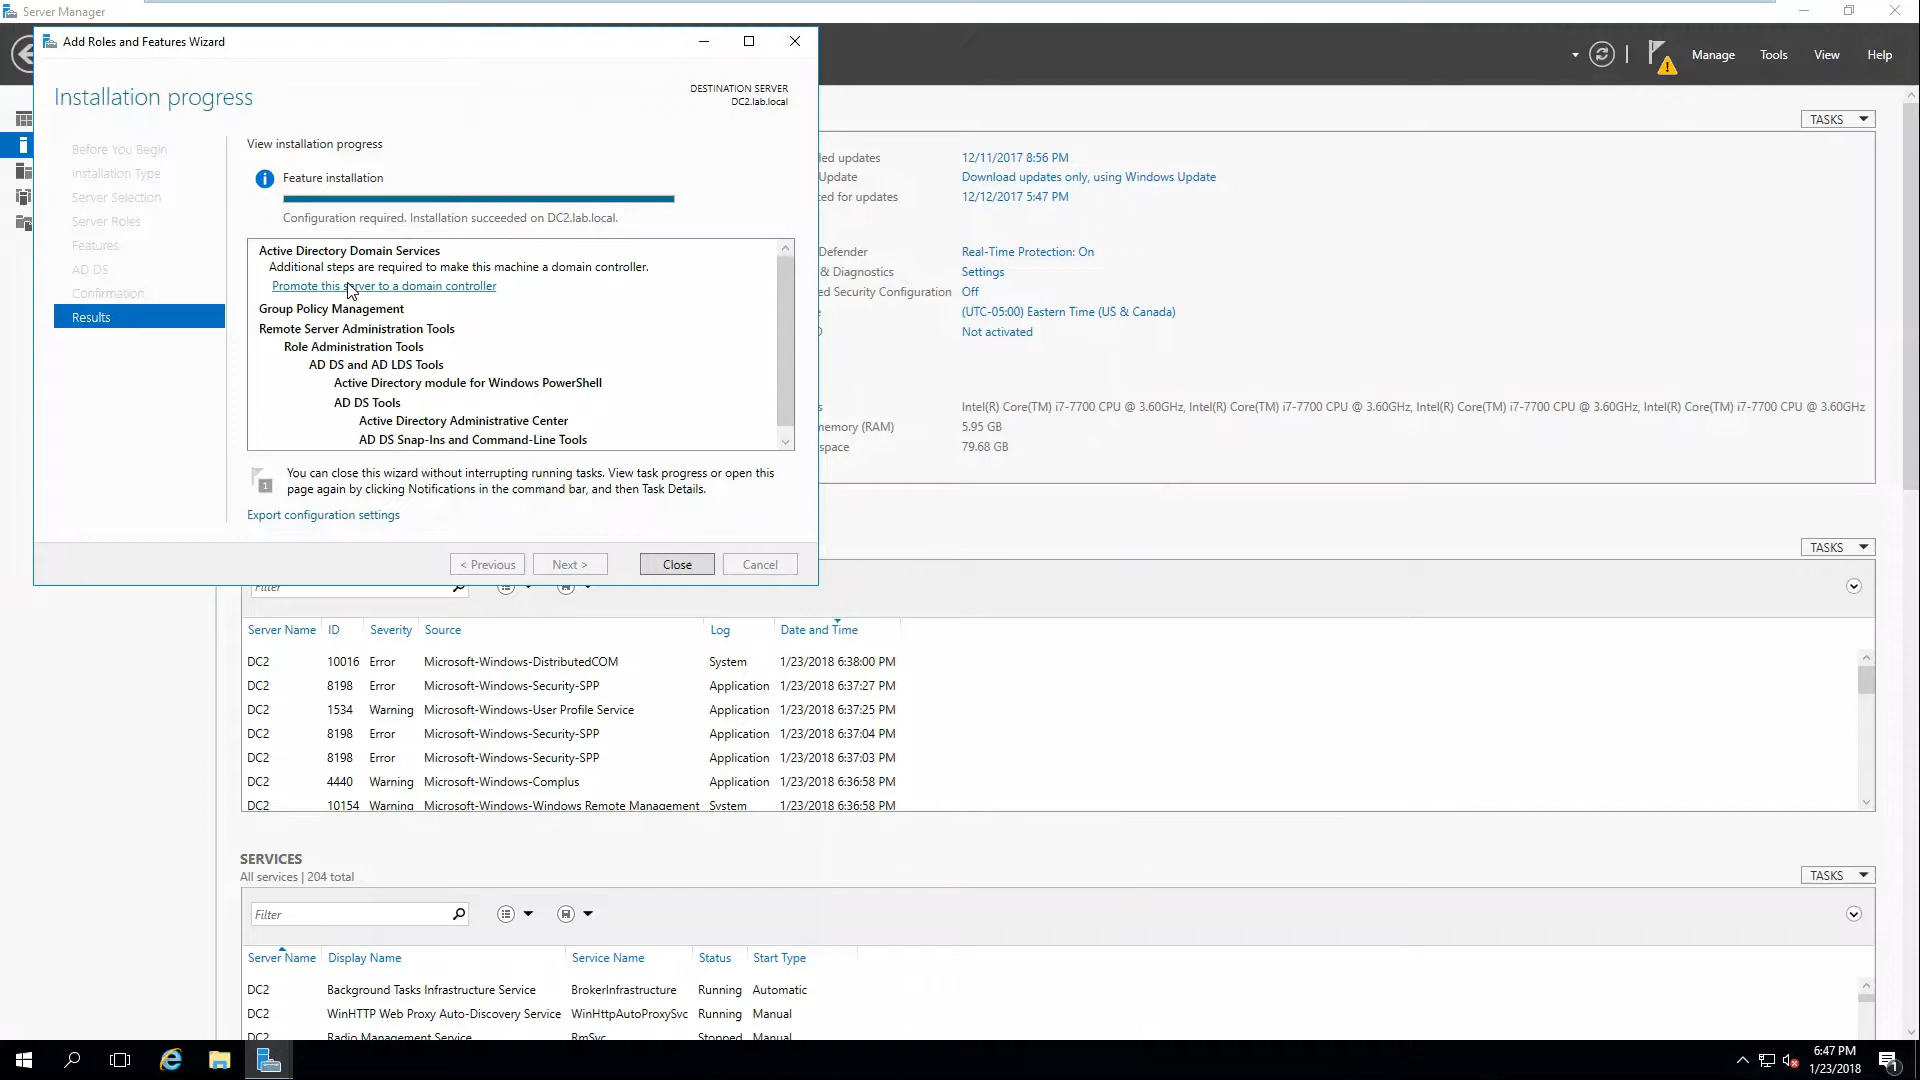 Server Manager
Manage
Tools
View
Help
Add Roles and Features Wizard
Installation progress
DESTINATION SERVER
DC2.lab.local
Before You Begin
Installation Type
Server Selection
Server Roles
Features
AD DS
Confirmation
Results
View installation progress
Feature installation
Configuration required. Installation succeeded on DC2.lab.local.
Active Directory Domain Services
Additional steps are required to make this machine a domain controller.
Promote this server to a domain controller
Group Policy Management
Remote Server Administration Tools
Role Administration Tools
AD DS and AD LDS Tools
Active Directory module for Windows PowerShell
AD DS Tools
Active Directory Administrative Center
AD DS Snap-Ins and Command-Line Tools
1
You can close this wizard without interrupting running tasks. View task progress or open this
page again by clicking Notifications in the command bar, and then Task Details.
Export configuration settings
< Previous
Next >
Close
Cancel
TASKS
led updates 12/11/2017 8:56 PM
Update Download updates only, using Windows Update
ed for updates 12/12/2017 5:47 PM
Defender Real-Time Protection: On
& Diagnostics Settings
ed Security Configuration Off
(UTC-05:00) Eastern Time (US & Canada)
Not activated
Intel(R) Core(TM) i7-7700 CPU @ 3.60GHz, Intel(R) Core(TM) i7-7700 CPU @ 3.60GHz, Intel(R) Core(TM) i7-7700 CPU @ 3.60GHz, Intel(R) Core(TM) i7-7700 CPU @ 3.60GHz
memory (RAM) 5.95 GB
space 79.68 GB
TASKS
Filter
Server Name ID Severity Source Log Date and Time
DC2 10016 Error Microsoft-Windows-DistributedCOM System 1/23/2018 6:38:00 PM
DC2 8198 Error Microsoft-Windows-Security-SPP Application 1/23/2018 6:37:27 PM
DC2 1534 Warning Microsoft-Windows-User Profile Service Application 1/23/2018 6:37:25 PM
DC2 8198 Error Microsoft-Windows-Security-SPP Application 1/23/2018 6:37:04 PM
DC2 8198 Error Microsoft-Windows-Security-SPP Application 1/23/2018 6:37:03 PM
DC2 4440 Warning Microsoft-Windows-Complus Application 1/23/2018 6:36:58 PM
DC2 10154 Warning Microsoft-Windows-Windows Remote Management System 1/23/2018 6:36:58 PM
SERVICES
All services | 204 total
TASKS
Filter
Server Name Display Name Service Name Status Start Type
DC2 Background Tasks Infrastructure Service BrokerInfrastructure Running Automatic
DC2 WinHTTP Web Proxy Auto-Discovery Service WinHttpAutoProxySvc Running Manual
DC2 Radio Management Service RmSvc Stopped Manual
6:47 PM
1/23/2018
1